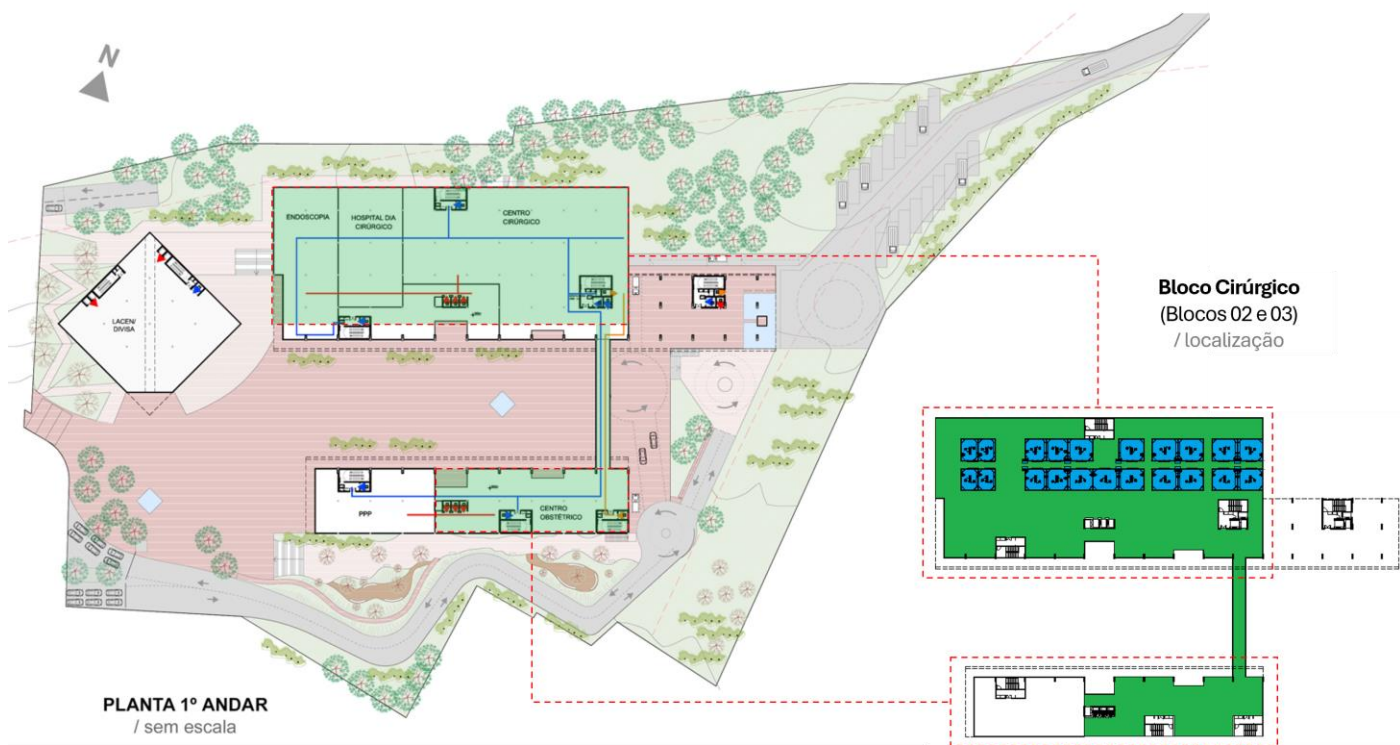 N
ENDOSCOPIA
HOSPITAL DIA
CIRÚRGICO
CENTRO
CIRÚRGICO
LACEN/
DIVISA
Bloco Cirúrgico
(Blocos 02 e 03)
/ localização
PPP
CENTRO
OBSTÉTRICO
PLANTA 1º ANDAR
/ sem escala